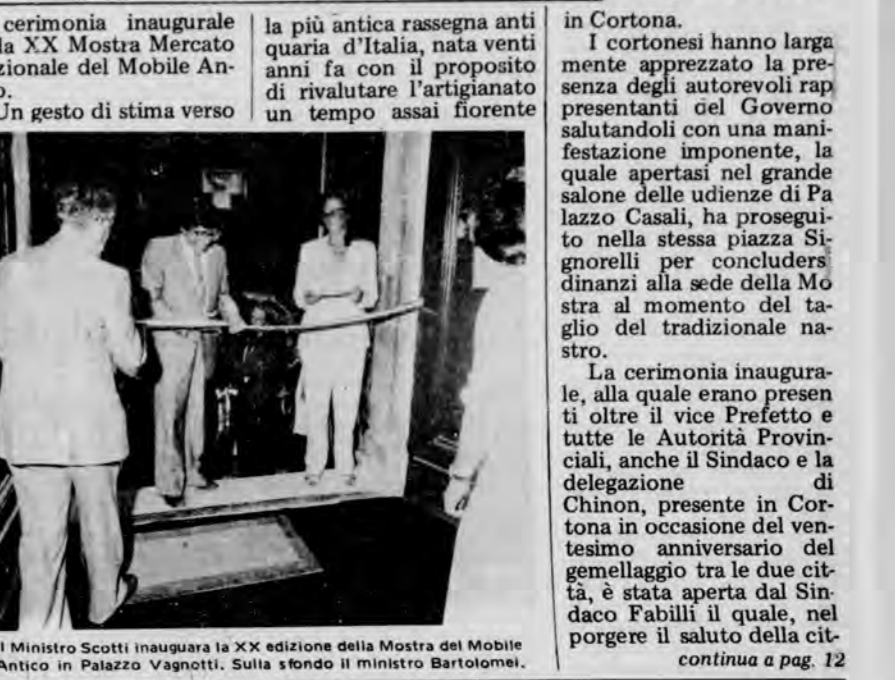 cerimonia inaugurale
la XX Mostra Mercato
zionale del Mobile An-
o.
Un gesto di stima verso
la più antica rassegna anti
quaria d'Italia, nata venti
anni fa con il proposito
di rivalutare l'artigianato
un tempo assai fiorente
in Cortona.
I cortonesi hanno larga
mente apprezzato la pre-
senza degli autorevoli rap
presentanti del Governo
salutandoli con una mani-
festazione imponente, la
quale apertasi nel grande
salone delle udienze di Pa
lazzo Casali, ha prosegui-
to nella stessa piazza Si-
gnorelli per concluders
dinanzi alla sede della Mo
stra al momento del ta-
glio del tradizionale na-
stro.
La cerimonia inaugura-
le, alla quale erano presen
ti oltre il vice Prefetto e
tutte le Autorità Provin-
ciali, anche il Sindaco e la
delegazione di
Chinon, presente in Cor-
tona in occasione del ven-
tesimo anniversario del
gemellaggio tra le due cit-
tà, è stata aperta dal Sin-
daco Fabilli il quale, nel
porgere il saluto della cit-
continua a pag. 12
l Ministro Scotti inauguara la XX edizione della Mostra del Mobile
Antico in Palazzo Vagnotti. Sulla sfondo il ministro Bartolomei.